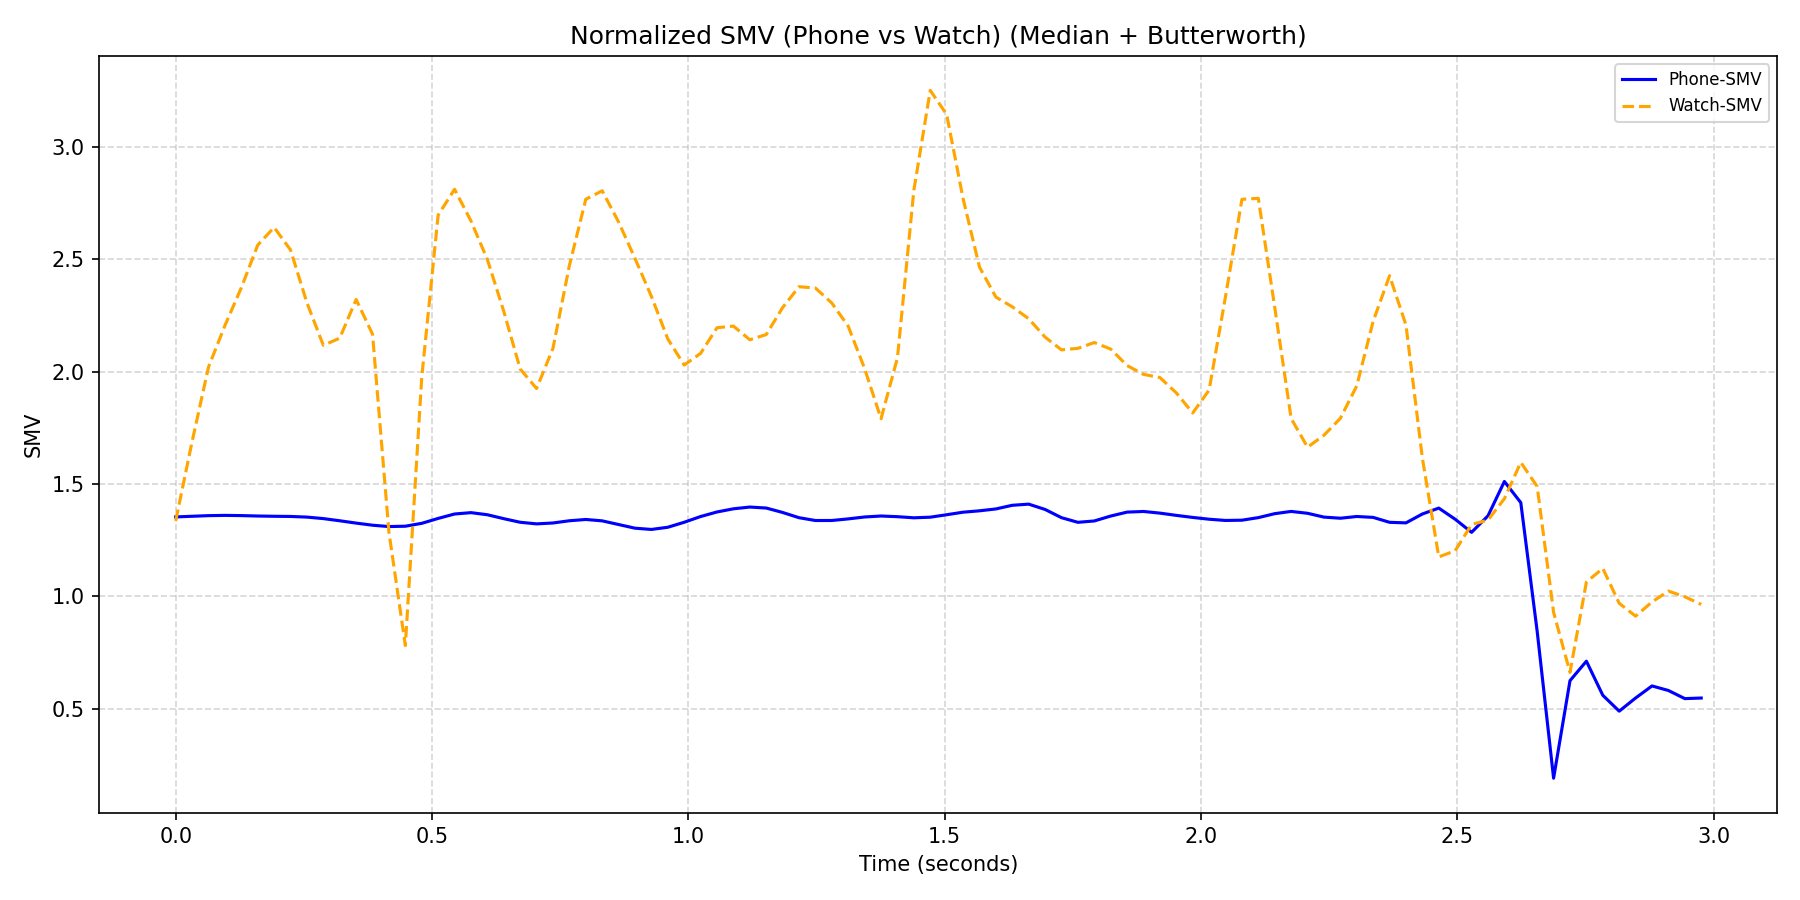 Normalized SMV (Phone vs Watch) (Median + Butterworth)
Phone-SMV
Watch-SMV
3.0
2.5
2.0
1.5
1.0
0.5
SMV
0.0 0.5 1.0 1.5 2.0 2.5 3.0
Time (seconds)